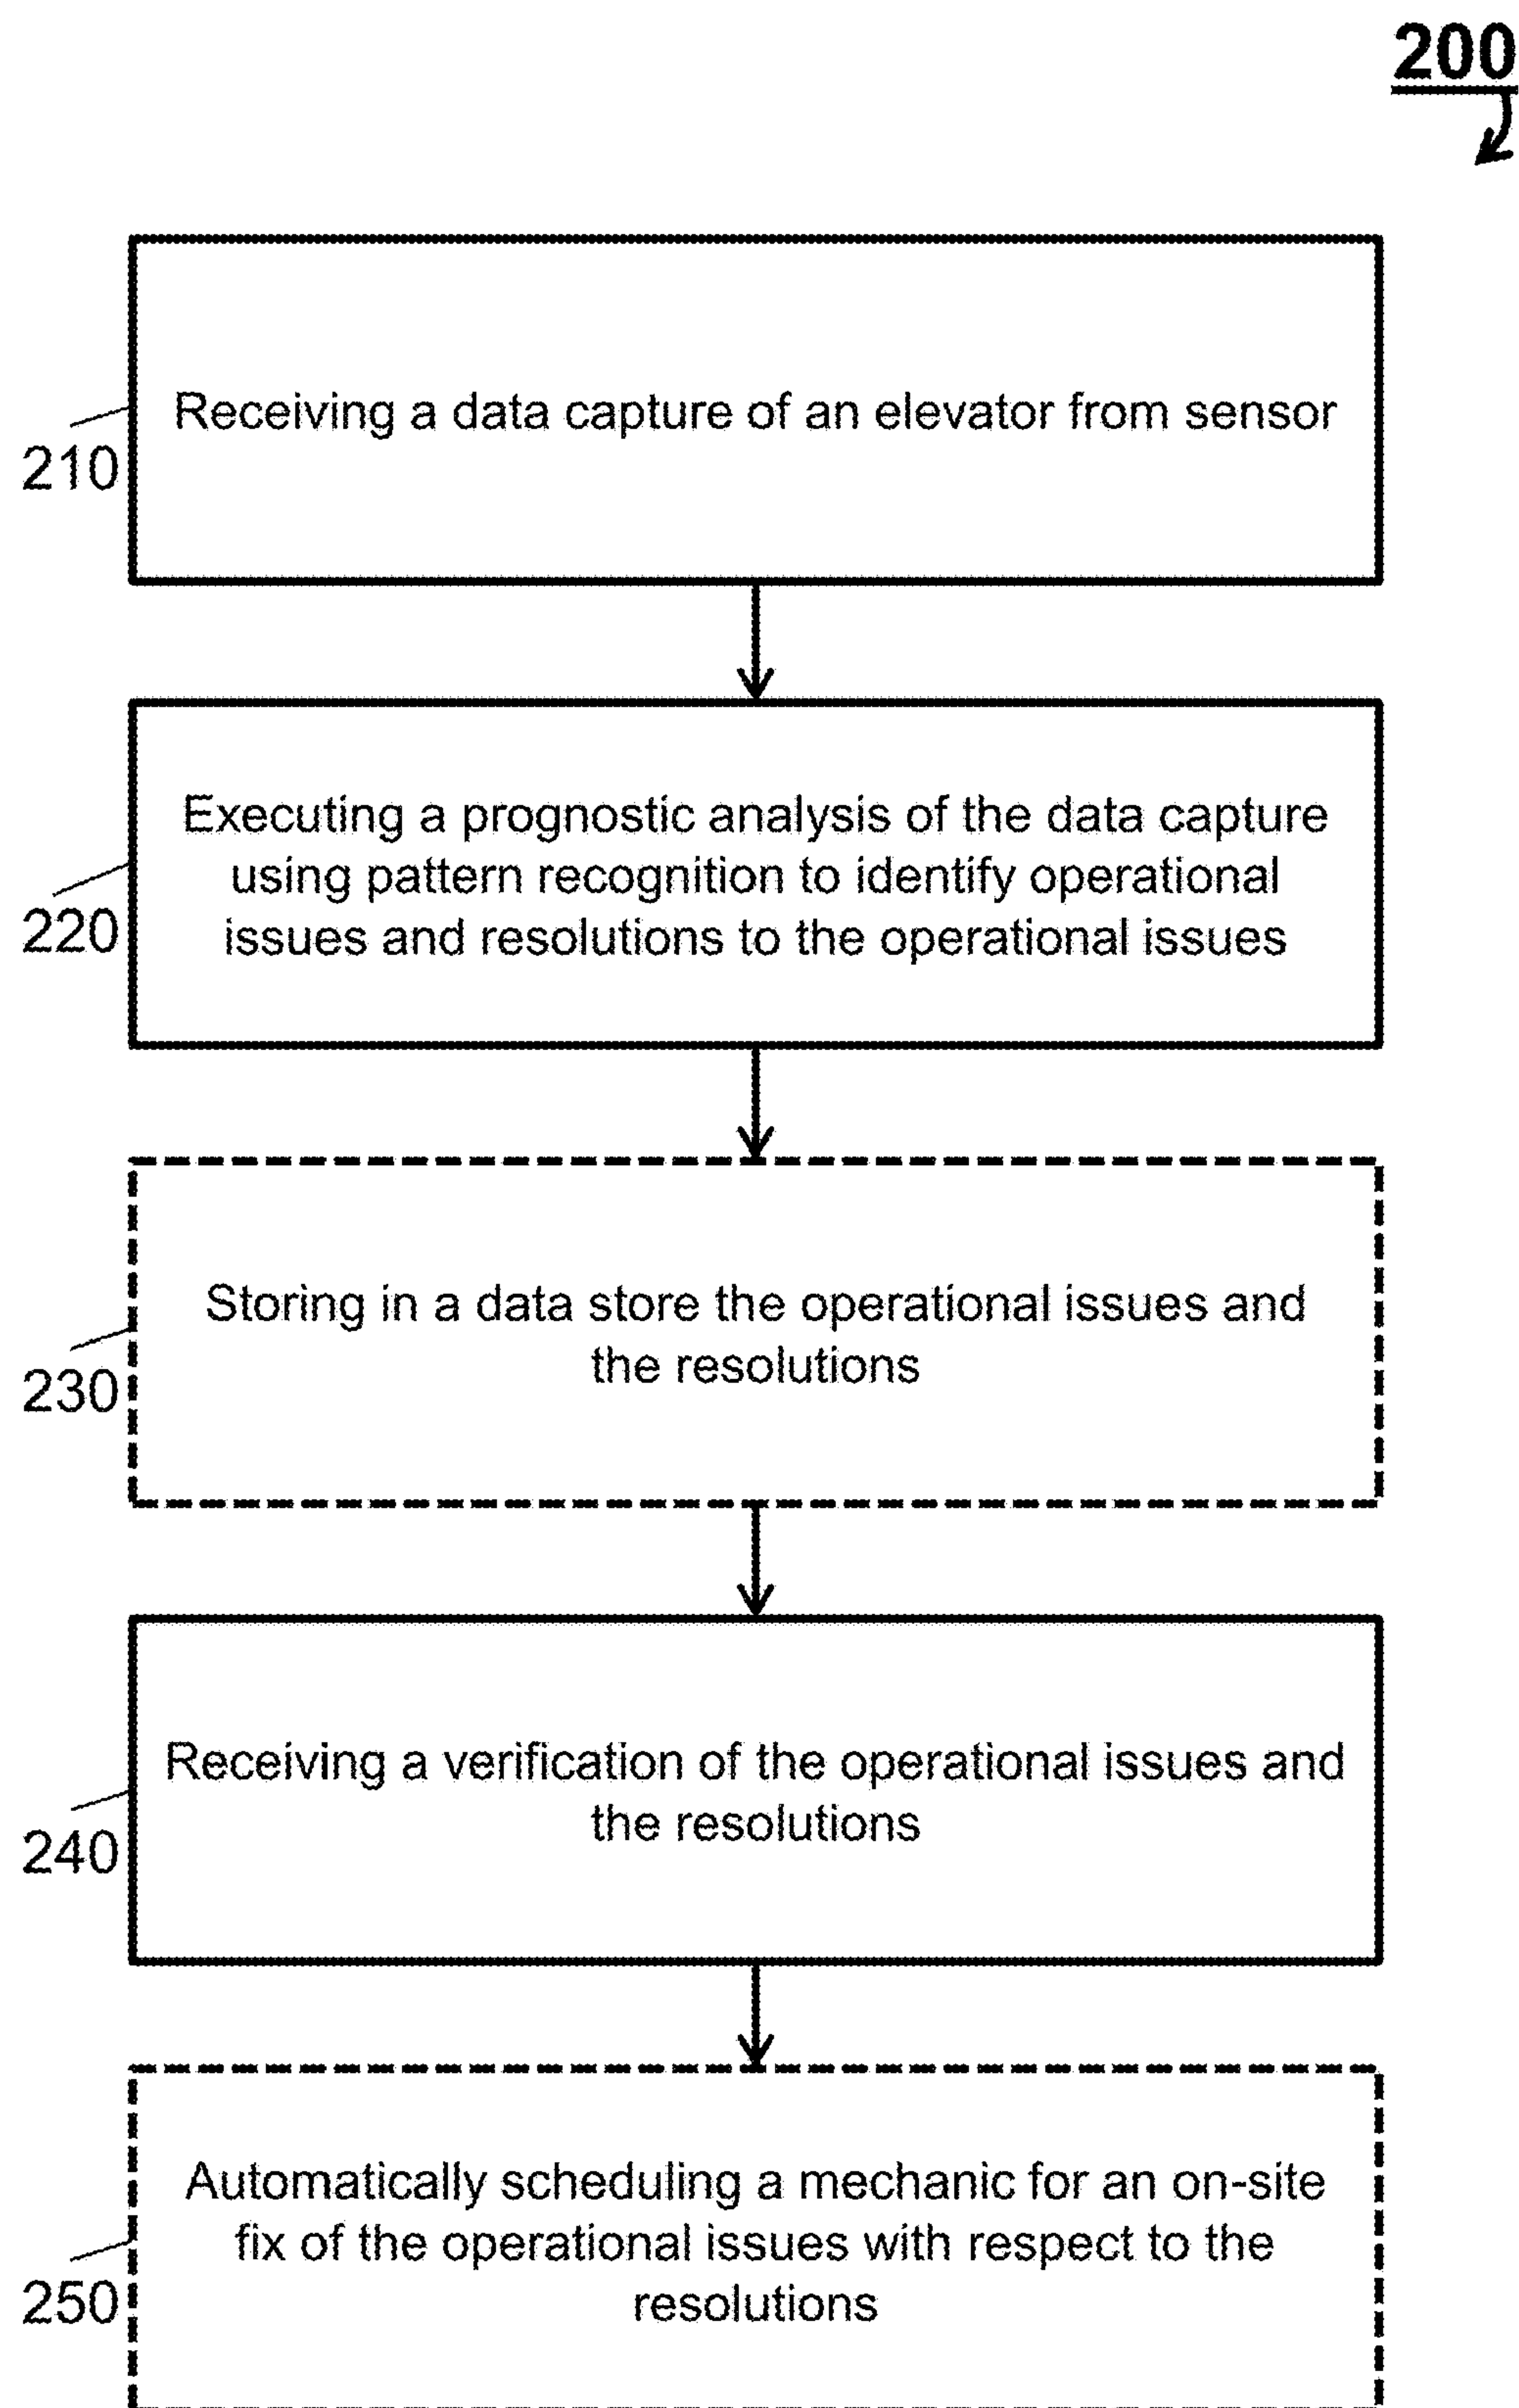 200
Receiving a data capture of an elevator from sensor
210
Executing a prognostic analysis of the data capture
using pattern recognition to identify operational
issues and resolutions to the operational issues
220
Storing in a data store the operational issues and
the resolutions
230
Receiving a verification of the operational issues and
the resolutions
240
Automatically scheduling a mechanic for an on-site
fix of the operational issues with respect to the
resolutions
250